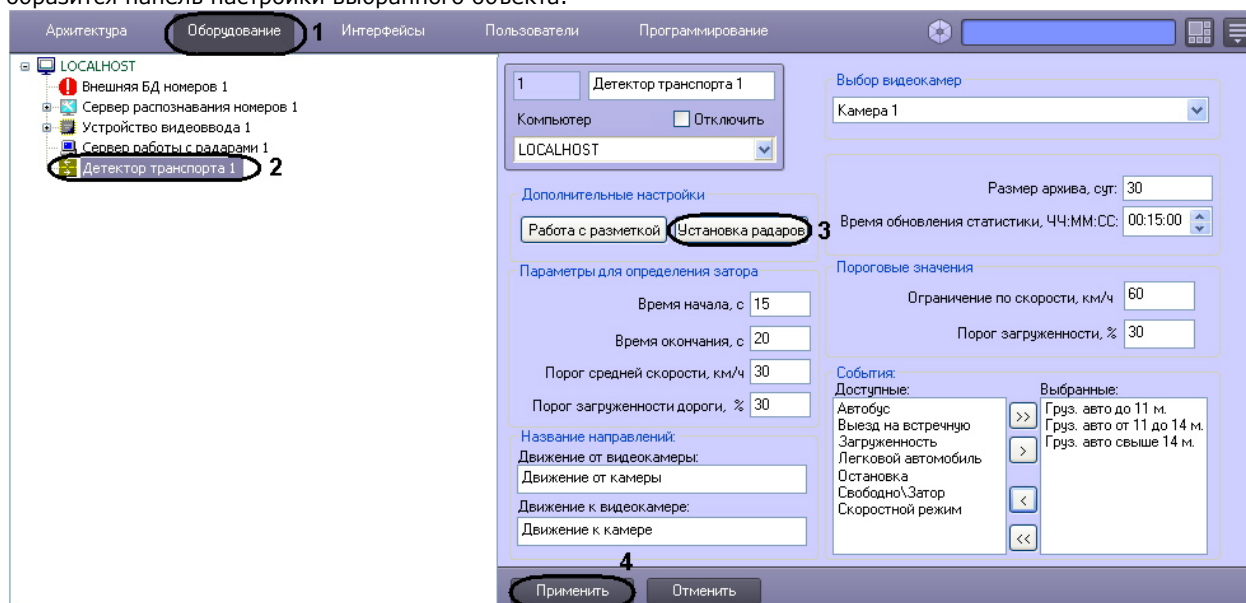 образится панель настройки выбранного объекта.
Архитектура Оборудование 1 Интерфейсы Пользователи Программирование
LOCALHOST
Внешняя БД номеров 1
Сервер распознавания номеров 1
Устройство видеоввода 1
Сервер работы с радарами 1
Детектор транспорта 1 2
1 Детектор транспорта 1
Компьютер Отключить
LOCALHOST
Дополнительные настройки
Работа с разметкой Установка радаров 3
Параметры для определения затора
Время начала, с 15
Время окончания, с 20
Порог средней скорости, км/ч 30
Порог загруженности дороги, % 30
Название направлений:
Движение от видеокамеры:
Движение от камеры
Движение к видеокамере:
Движение к камере
Выбор видеокамер
Камера 1
Размер архива, сут: 30
Время обновления статистики, ЧЧ:ММ:СС: 00:15:00
Пороговые значения
Ограничение по скорости, км/ч 60
Порог загруженности, % 30
События:
Доступные:
Автобус
Выезд на встречную
Загруженность
Легковой автомобиль
Остановка
Свободно\Затор
Скоростной режим
>>
>
<
<<
Выбранные:
Груз. авто до 11 м.
Груз. авто от 11 до 14 м.
Груз. авто свыше 14 м.
4
Применить Отменить